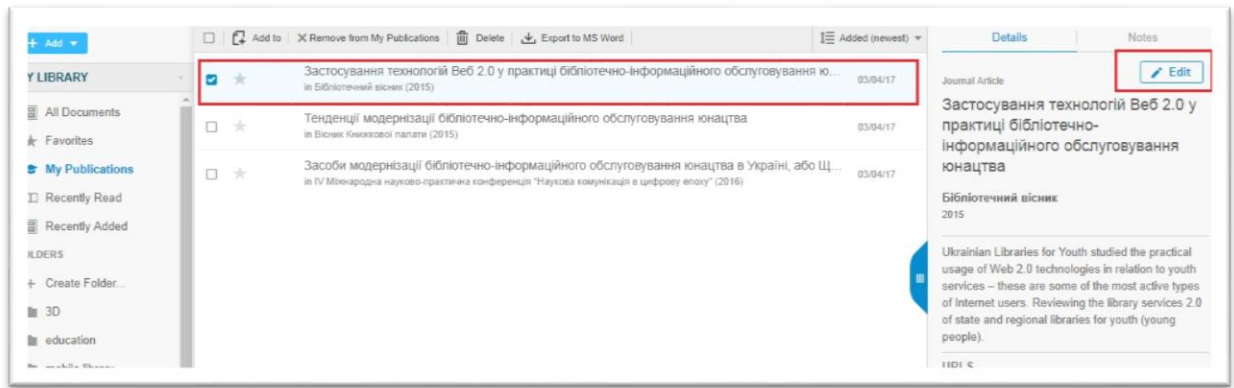 + Add
Add to
Remove from My Publications
Delete
Export to MS Word
Added (newest)
Y LIBRARY
All Documents
Favorites
My Publications
Recently Read
Recently Added
LDERS
+ Create Folder...
3D
education
mobile library
Застосування технологій Веб 2.0 у практиці бібліотечно-інформаційного обслуговування ю...
in Бібліотечний вісник (2015)
03/04/17
Тенденції модернізації бібліотечно-інформаційного обслуговування юнацтва
in Вісник Книжкової палати (2015)
03/04/17
Засоби модернізації бібліотечно-інформаційного обслуговування юнацтва в Україні, або Щ...
in IV Міжнародна науково-практична конференція "Наукова комунікація в цифрову епоху" (2016)
03/04/17
Details
Notes
Edit
Journal Article
Застосування технологій Веб 2.0 у
практиці бібліотечно-
інформаційного обслуговування
юнацтва
Бібліотечний вісник
2015
Ukrainian Libraries for Youth studied the practical
usage of Web 2.0 technologies in relation to youth
services – these are some of the most active types
of Internet users. Reviewing the library services 2.0
of state and regional libraries for youth (young
people).
URLS